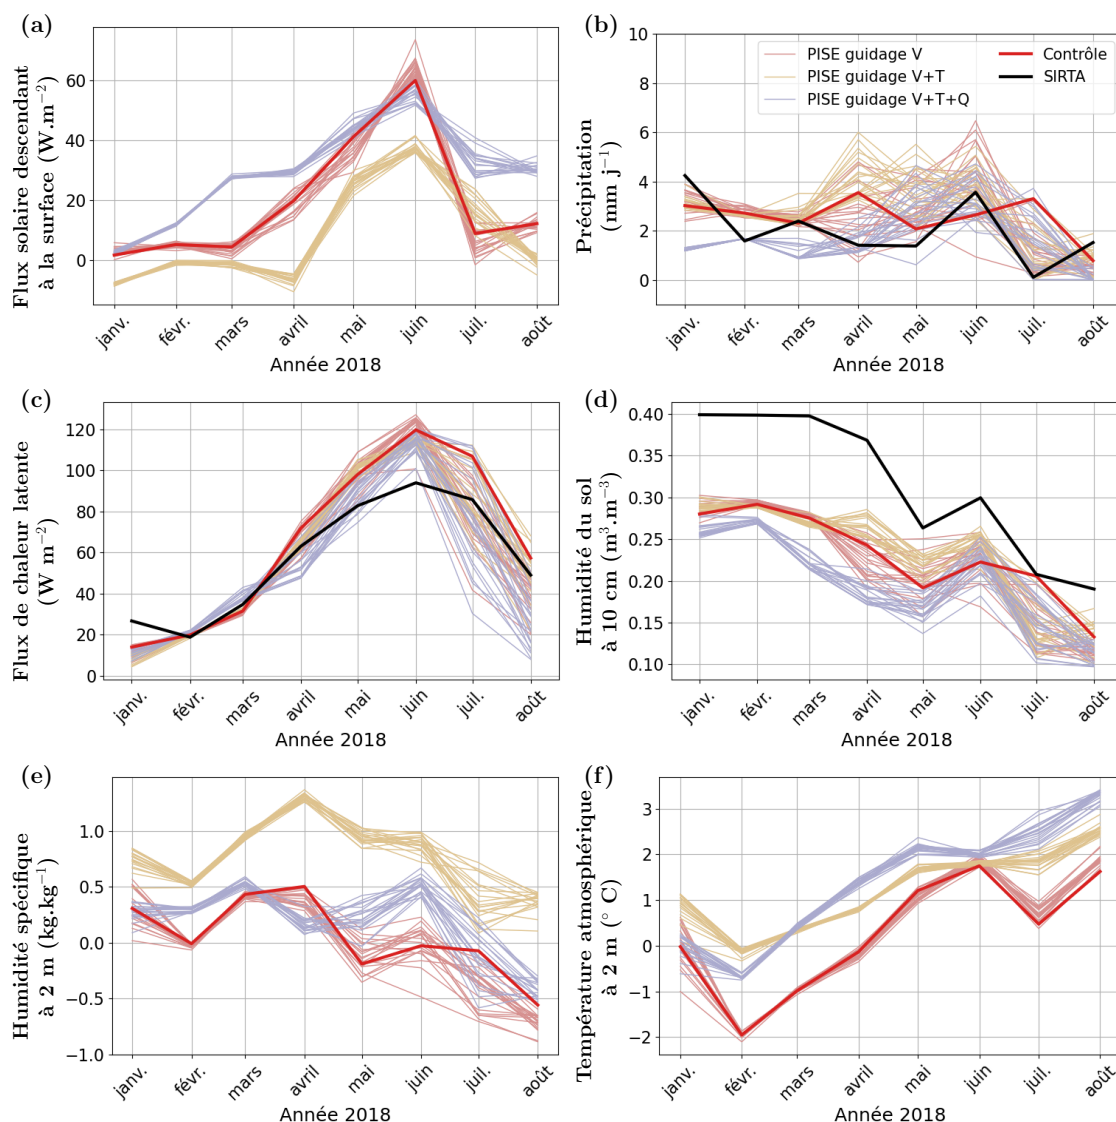 (a)
Flux solaire descendant
à la surface (W.m−2)
60
40
20
0
janv.
févr.
mars
avril
mai
juin
juil.
août
Année 2018
(b)
Précipitation
(mm j−1)
10
8
6
4
2
0
PISE guidage V
PISE guidage V+T
PISE guidage V+T+Q
Contrôle
SIRTA
janv.
févr.
mars
avril
mai
juin
juil.
août
Année 2018
(c)
Flux de chaleur latente
(W m−2)
120
100
80
60
40
20
0
janv.
févr.
mars
avril
mai
juin
juil.
août
Année 2018
(d)
Humidité du sol
à 10 cm (m3.m−3)
0.40
0.35
0.30
0.25
0.20
0.15
0.10
janv.
févr.
mars
avril
mai
juin
juil.
août
Année 2018
(e)
Humidité spécifique
à 2 m (kg.kg−1)
1.0
0.5
0.0
−0.5
−1.0
janv.
févr.
mars
avril
mai
juin
juil.
août
Année 2018
(f)
Température atmosphérique
à 2 m (° C)
3
2
1
0
−1
−2
janv.
févr.
mars
avril
mai
juin
juil.
août
Année 2018